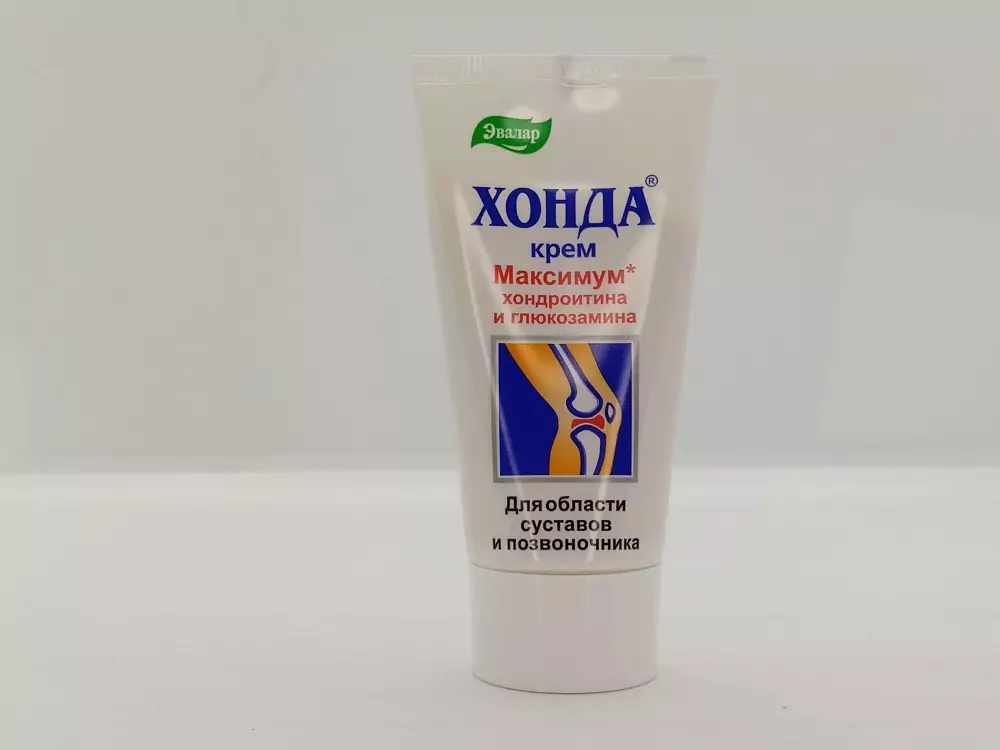 Эвалар
ХОНДА®
крем
Максимум*
хондроитина
и глюкозамина
Для области
суставов
и позвоночника